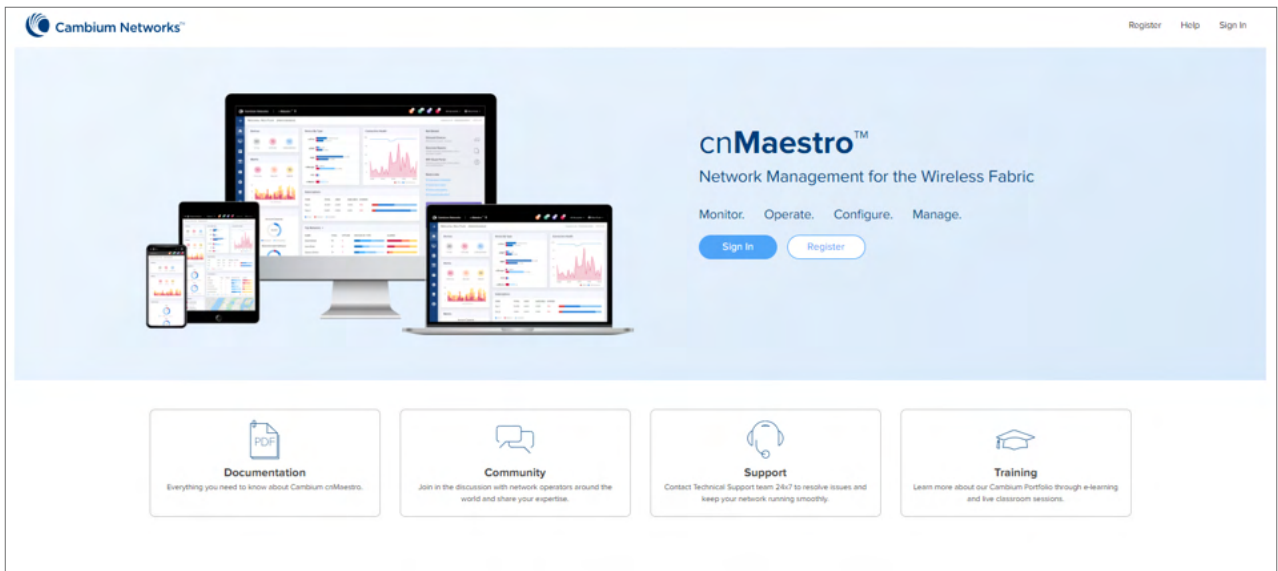 Cambium Networks™
Register Help Sign In
cnMaestro™
Network Management for the Wireless Fabric
Monitor. Operate. Configure. Manage.
Sign In Register
PDF
Documentation
Everything you need to know about Cambium cnMaestro.
Community
Join in the discussion with network operators around the
world and share your expertise.
Support
Contact Technical Support team 24x7 to resolve issues and
keep your network running smoothly.
Training
Learn more about our Cambium Portfolio through e-learning
and live classroom sessions.